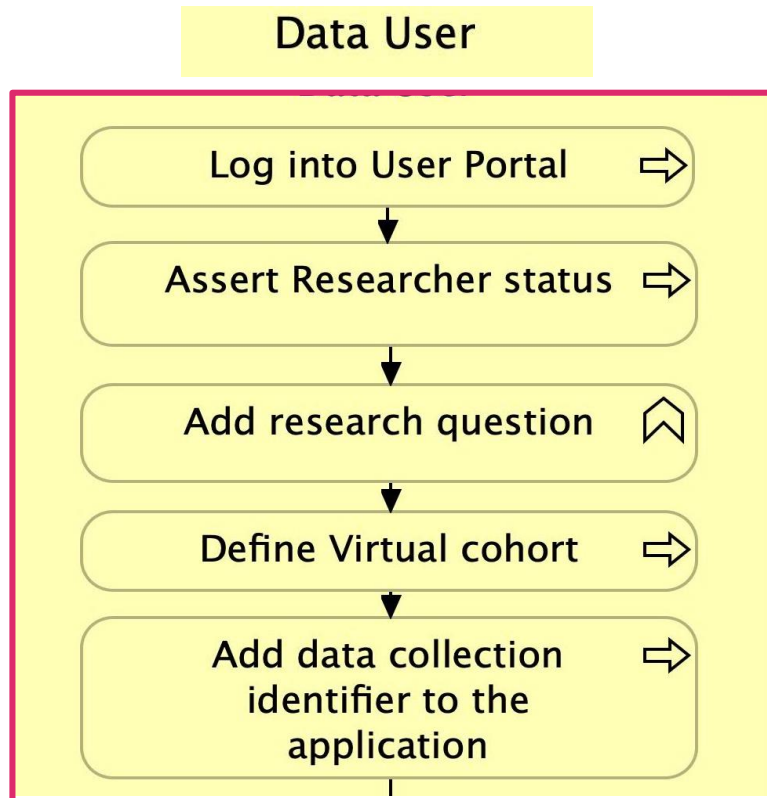 Data User
Log into User Portal
Assert Researcher status
Add research question
Define Virtual cohort
Add data collection
identifier to the
application